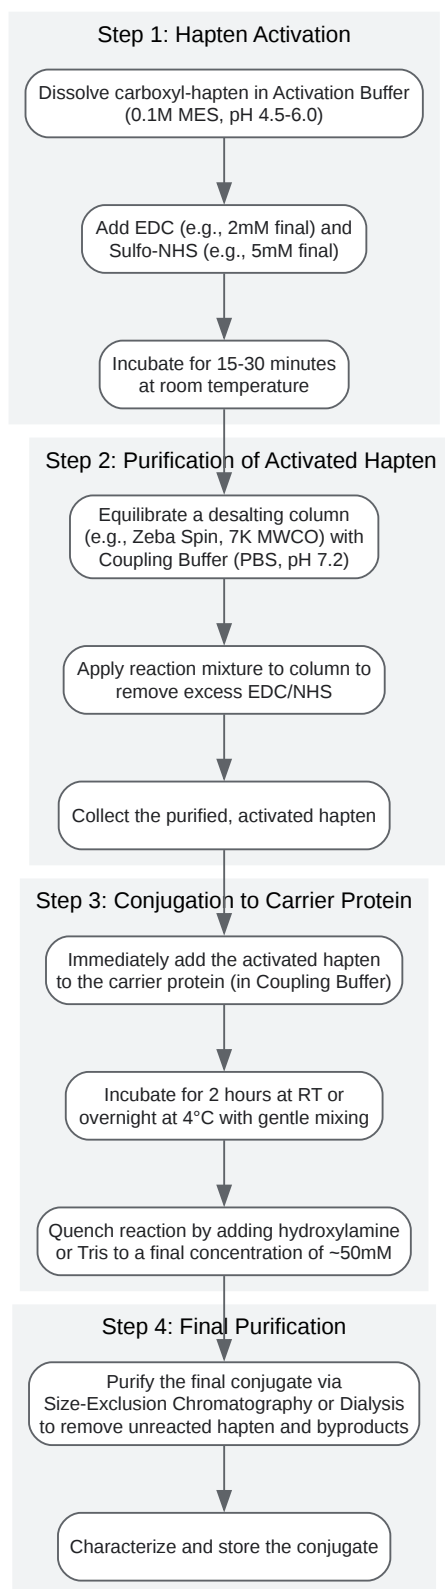 Step 1: Hapten Activation
Dissolve carboxyl-hapten in Activation Buffer
(0.1M MES, pH 4.5-6.0)
Add EDC (e.g., 2mM final) and
Sulfo-NHS (e.g., 5mM final)
Incubate for 15-30 minutes
at room temperature
Step 2: Purification of Activated Hapten
Equilibrate a desalting column
(e.g., Zeba Spin, 7K MWCO) with
Coupling Buffer (PBS, pH 7.2)
Apply reaction mixture to column to
remove excess EDC/NHS
Collect the purified, activated hapten
Step 3: Conjugation to Carrier Protein
Immediately add the activated hapten
to the carrier protein (in Coupling Buffer)
Incubate for 2 hours at RT or
overnight at 4°C with gentle mixing
Quench reaction by adding hydroxylamine
or Tris to a final concentration of ~50mM
Step 4: Final Purification
Purify the final conjugate via
Size-Exclusion Chromatography or Dialysis
to remove unreacted hapten and byproducts
Characterize and store the conjugate